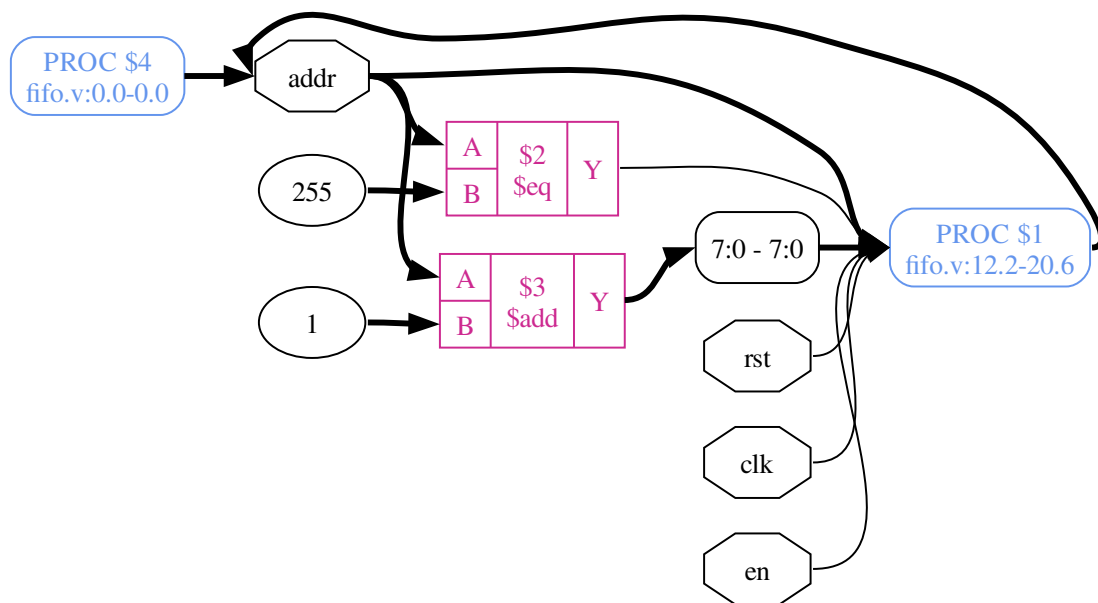 PROC $4
fifo.v:0.0-0.0
addr
255
1
A
B
$2
$eq
Y
A
B
$3
$add
Y
7:0 - 7:0
rst
clk
en
PROC $1
fifo.v:12.2-20.6